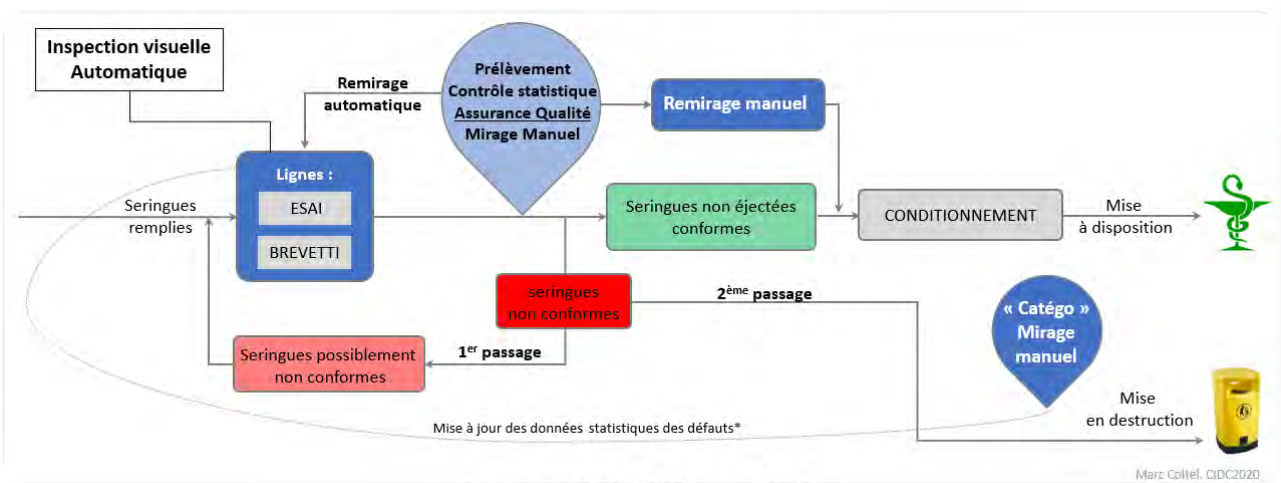 Inspection visuelle
Automatique
Remirage
automatique
Prélèvement
Contrôle statistique
Assurance Qualité
Mirage Manuel
Remirage manuel
Lignes :
ESAI
BREVETTI
Seringues
remplies
Seringues non éjectées
conformes
CONDITIONNEMENT
Mise
à disposition
seringues
non conformes
2ème passage
« Catégo »
Mirage
manuel
Seringues possiblement
non conformes
1er passage
Mise
en destruction
Mise à jour des données statistiques des défauts*
Marc Coltel, CIDC2020